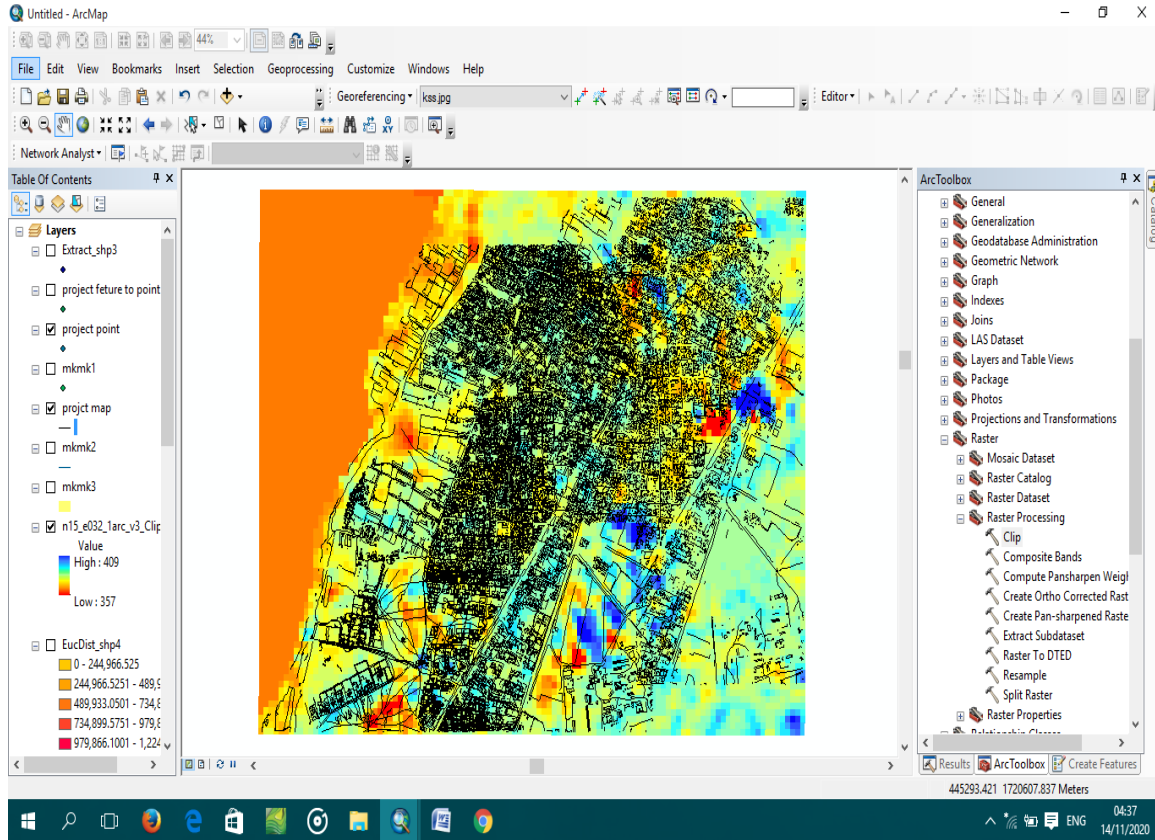 Untitled - ArcMap
44%
File Edit View Bookmarks Insert Selection Geoprocessing Customize Windows Help
Georeferencing kss.jpg Editor
Network Analyst
Table Of Contents
Layers
Extract_shp3
project feture to point
project point
mkmk1
projct map
mkmk2
mkmk3
n15_e032_1arc_v3_Clip
Value
High : 409
Low : 357
EucDist_shp4
0 - 244,966.525
244,966.5251 - 489,9
489,933.0501 - 734,8
734,899.5751 - 979,8
979,866.1001 - 1,224
ArcToolbox
General
Generalization
Geodatabase Administration
Geometric Network
Graph
Indexes
Joins
LAS Dataset
Layers and Table Views
Package
Photos
Projections and Transformations
Raster
Mosaic Dataset
Raster Catalog
Raster Dataset
Raster Processing
Clip
Composite Bands
Compute Pansharpen Weigh
Create Ortho Corrected Rast
Create Pan-sharpened Raste
Extract Subdataset
Raster To DTED
Resample
Split Raster
Raster Properties
Relationship Classes
Results ArcToolbox Create Features
Catalog
445293.421 1720607.837 Meters
ENG
04:37
14/11/2020